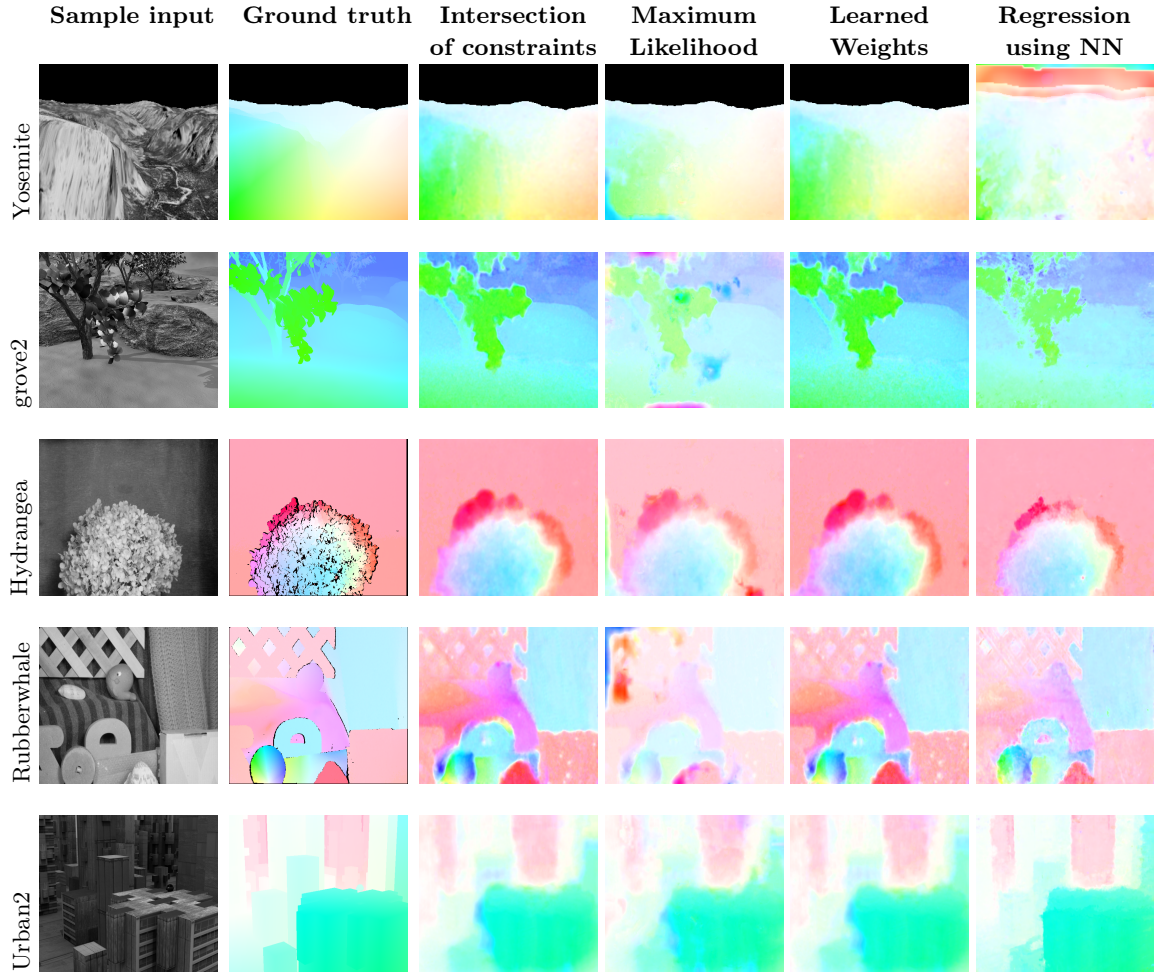 Sample input
Ground truth
Intersection
of constraints
Maximum
Likelihood
Learned
Weights
Regression
using NN
Yosemite
grove2
Hydrangea
Rubberwhale
Urban2